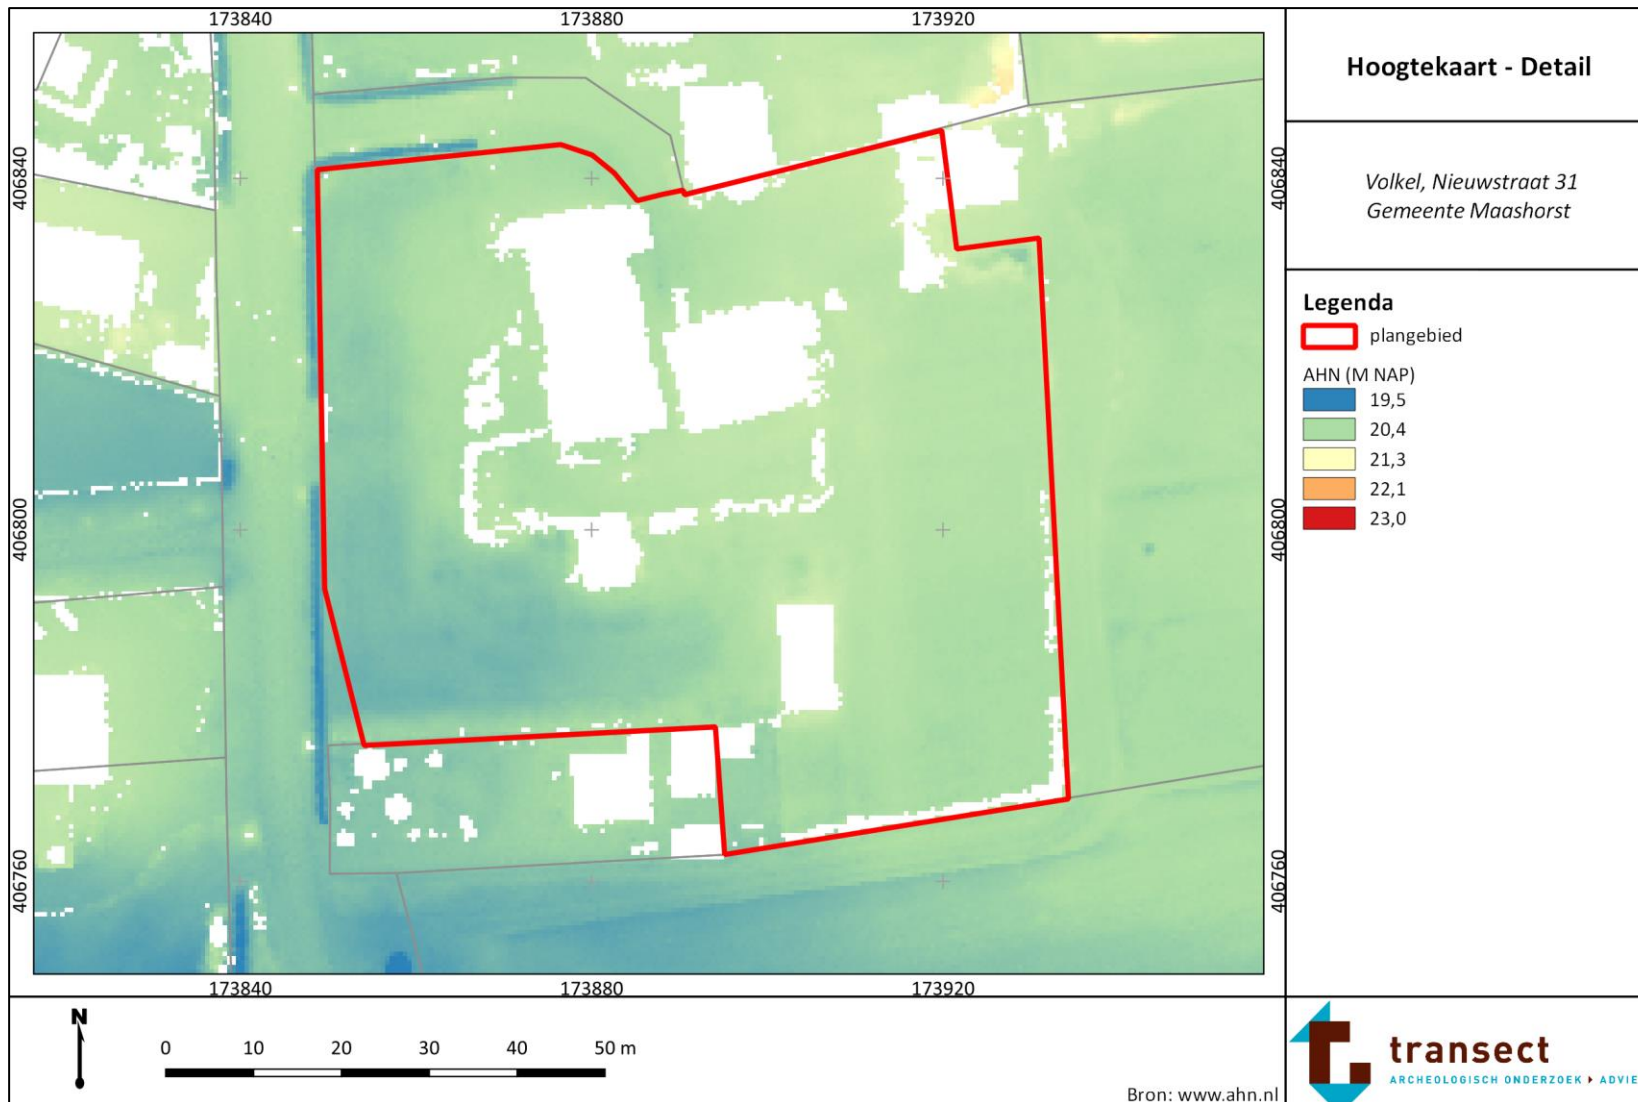 173840 173880 173920
406840 406840
406800 406800
406760 406760
173840 173880 173920
Hoogtekaart - Detail
Volkel, Nieuwstraat 31
Gemeente Maashorst
Legenda
plangebied
AHN (M NAP)
19,5
20,4
21,3
22,1
23,0
N
0 10 20 30 40 50 m
Bron: www.ahn.nl
transect
ARCHEOLOGISCH ONDERZOEK ADVIE